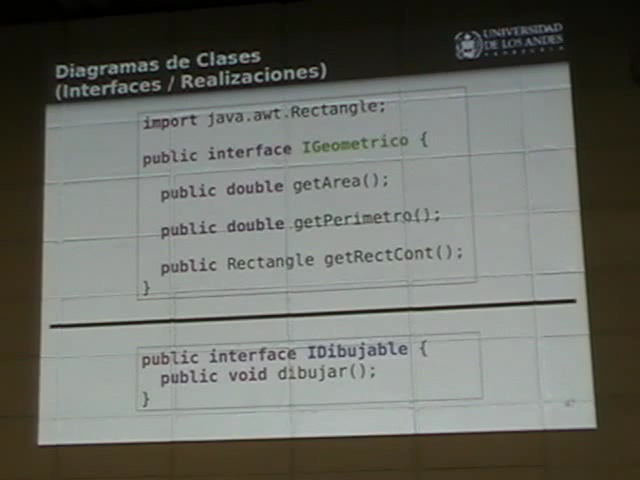 Diagramas de Clases
(Interfaces / Realizaciones)
UNIVERSIDAD
DE LOS ANDES
import java.awt.Rectangle;
public interface IGeometrico {
public double getArea();
public double getPerimetro();
public Rectangle getRectCont();
}
public interface IDibujable {
public void dibujar();
}